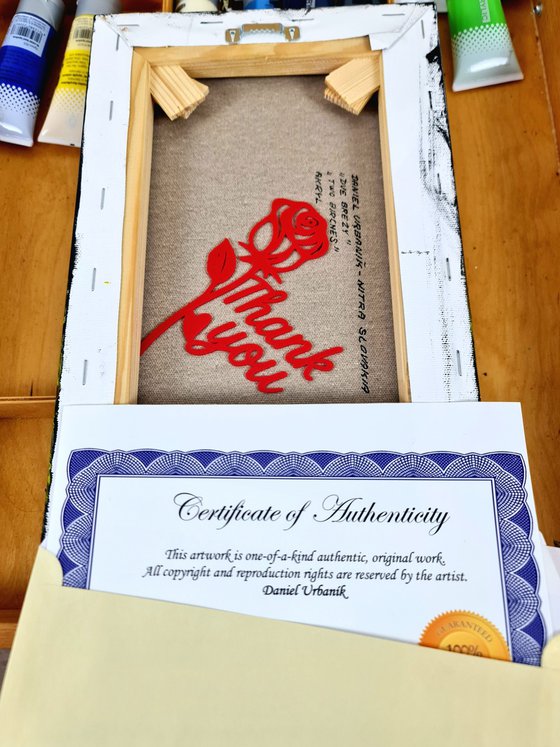 DANIEL URBANÍK - NITRA SLOVAKIA
"DVE BREZY"
"TWO BIRCHES"
AKRYL
Thank
you
Certificate of Authenticity
This artwork is one-of-a-kind authentic, original work.
All copyright and reproduction rights are reserved by the artist.
Daniel Urbanik
GUARANTEED
100%